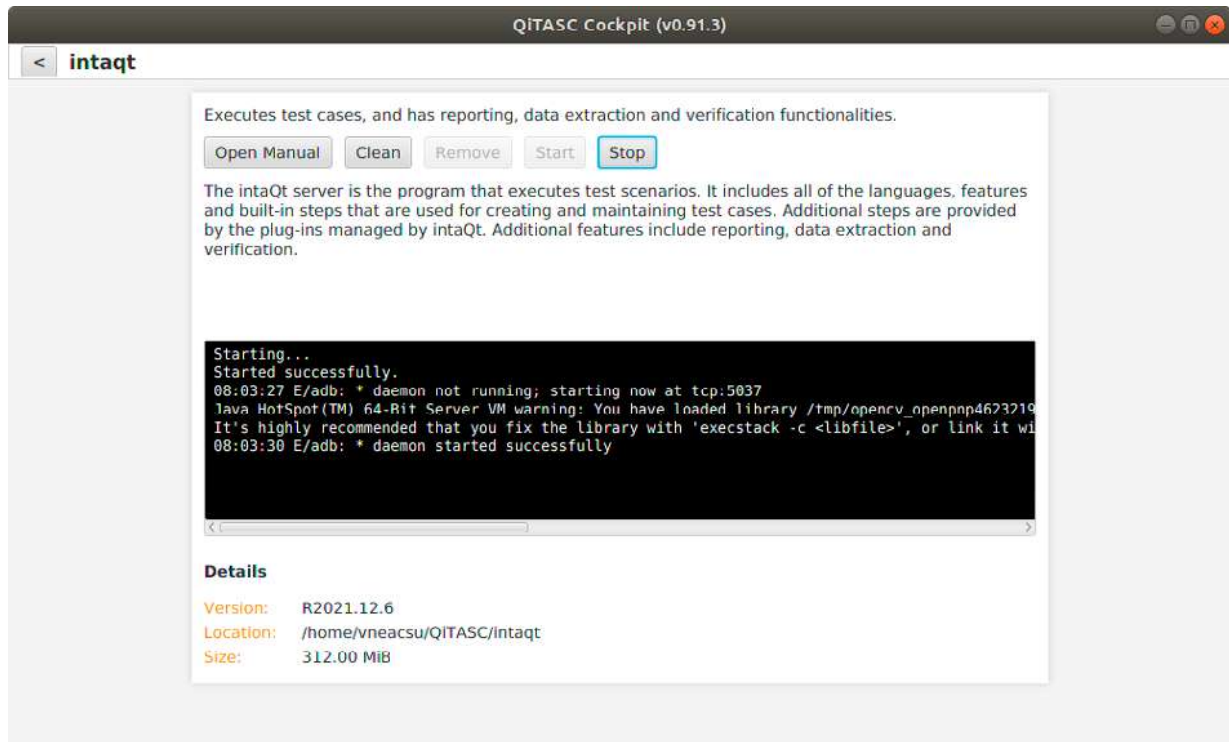 QiTASC Cockpit (v0.91.3)
< intaqt
Executes test cases, and has reporting, data extraction and verification functionalities.
Open Manual Clean Remove Start Stop
The intaQt server is the program that executes test scenarios. It includes all of the languages, features
and built-in steps that are used for creating and maintaining test cases. Additional steps are provided
by the plug-ins managed by intaQt. Additional features include reporting, data extraction and
verification.
Starting...
Started successfully.
08:03:27 E/adb: * daemon not running; starting now at tcp:5037
Java HotSpot(TM) 64-Bit Server VM warning: You have loaded library /tmp/opencv_openpnp4623219
It's highly recommended that you fix the library with 'execstack -c <libfile>', or link it wi
08:03:30 E/adb: * daemon started successfully
Details
Version: R2021.12.6
Location: /home/vneacsu/QiTASC/intaqt
Size: 312.00 MiB